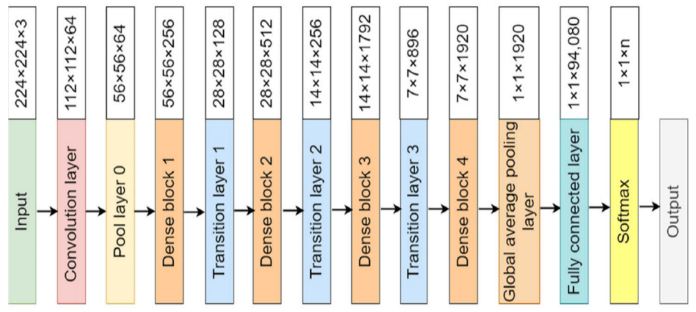 224×224×3
112×112×64
56×56×64
56×56×256
28×28×128
28×28×512
14×14×256
14×14×1792
7×7×896
7×7×1920
1×1×1920
1×1×94,080
1×1×n
Input
Convolution layer
Pool layer 0
Dense block 1
Transition layer 1
Dense block 2
Transition layer 2
Dense block 3
Transition layer 3
Dense block 4
Global average pooling
layer
Fully connected layer
Softmax
Output